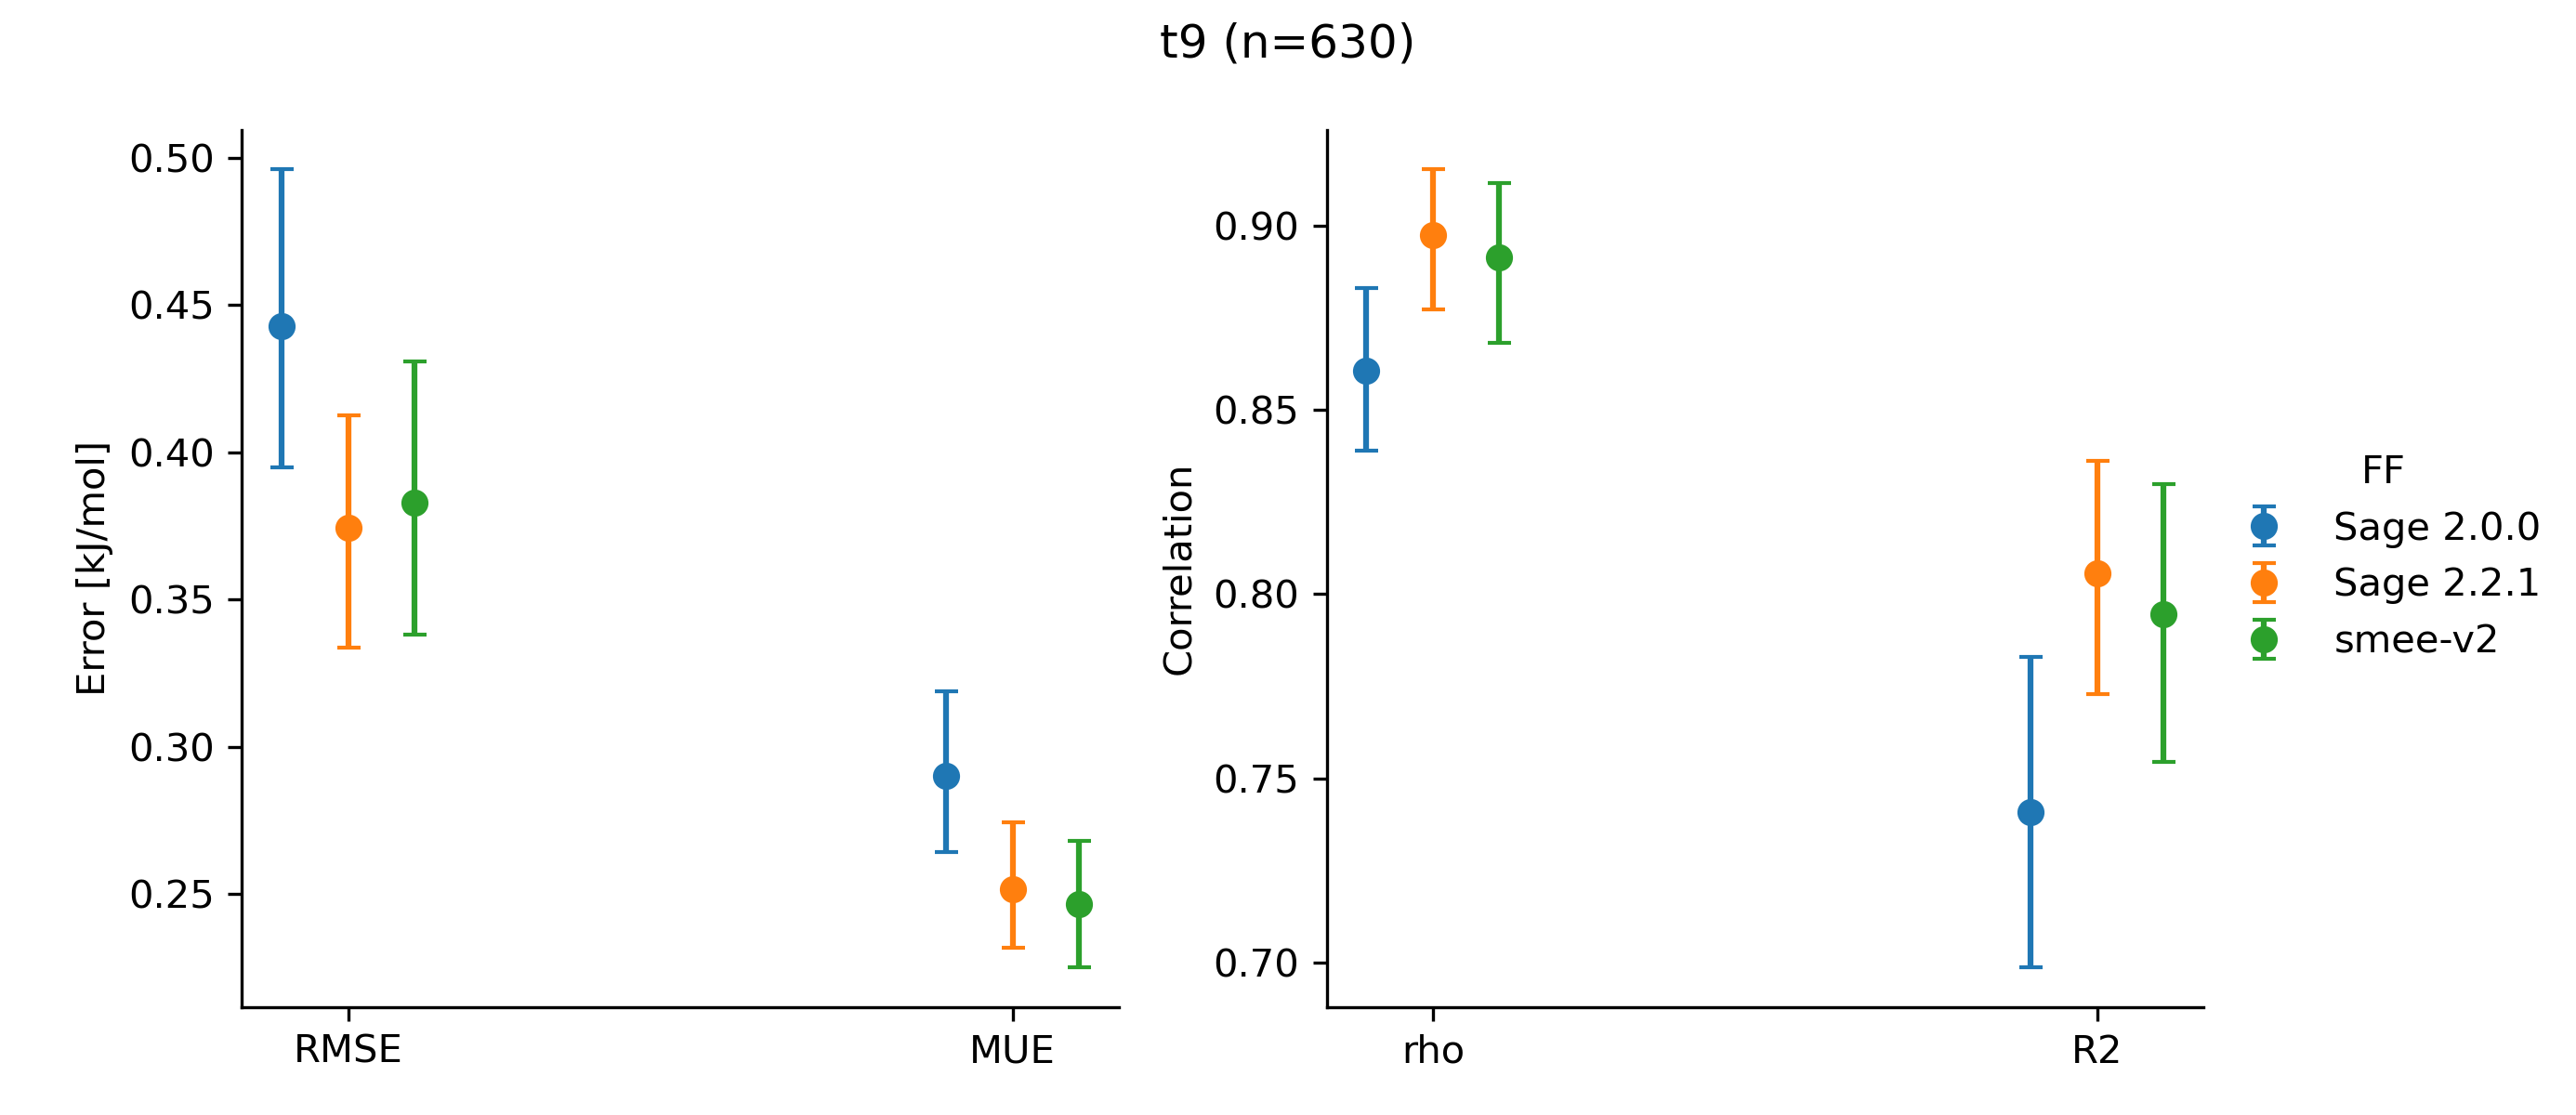 t9 (n=630)
0.50
0.45
0.40
0.35
0.30
0.25
Error [kJ/mol]
RMSE
MUE
0.90
0.85
0.80
0.75
0.70
Correlation
rho
R2
FF
Sage 2.0.0
Sage 2.2.1
smee-v2